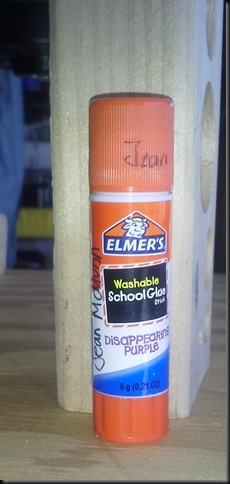 Jean
ELMER'S
Washable
School Glue
Stick
DISAPPEARING
PURPLE
6 g (0,21 oz)
Jean